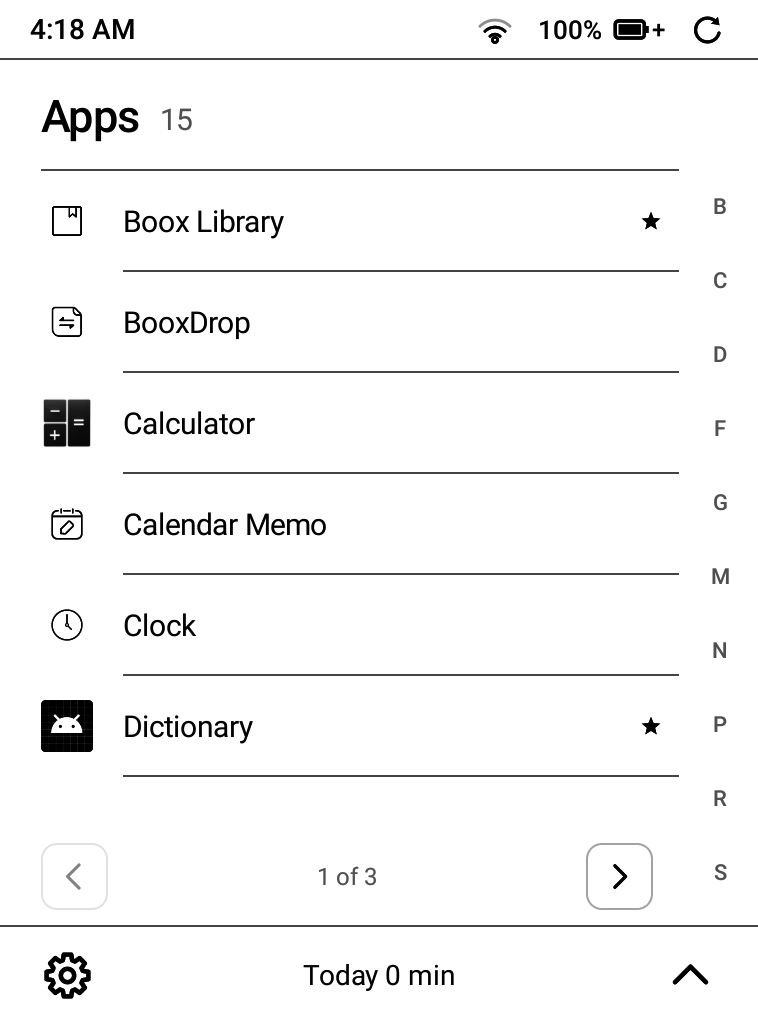 4:18 AM 100%
Apps 15
Boox Library
BooxDrop
Calculator
Calendar Memo
Clock
Dictionary
B
C
D
F
G
M
N
P
R
S
1 of 3
Today 0 min